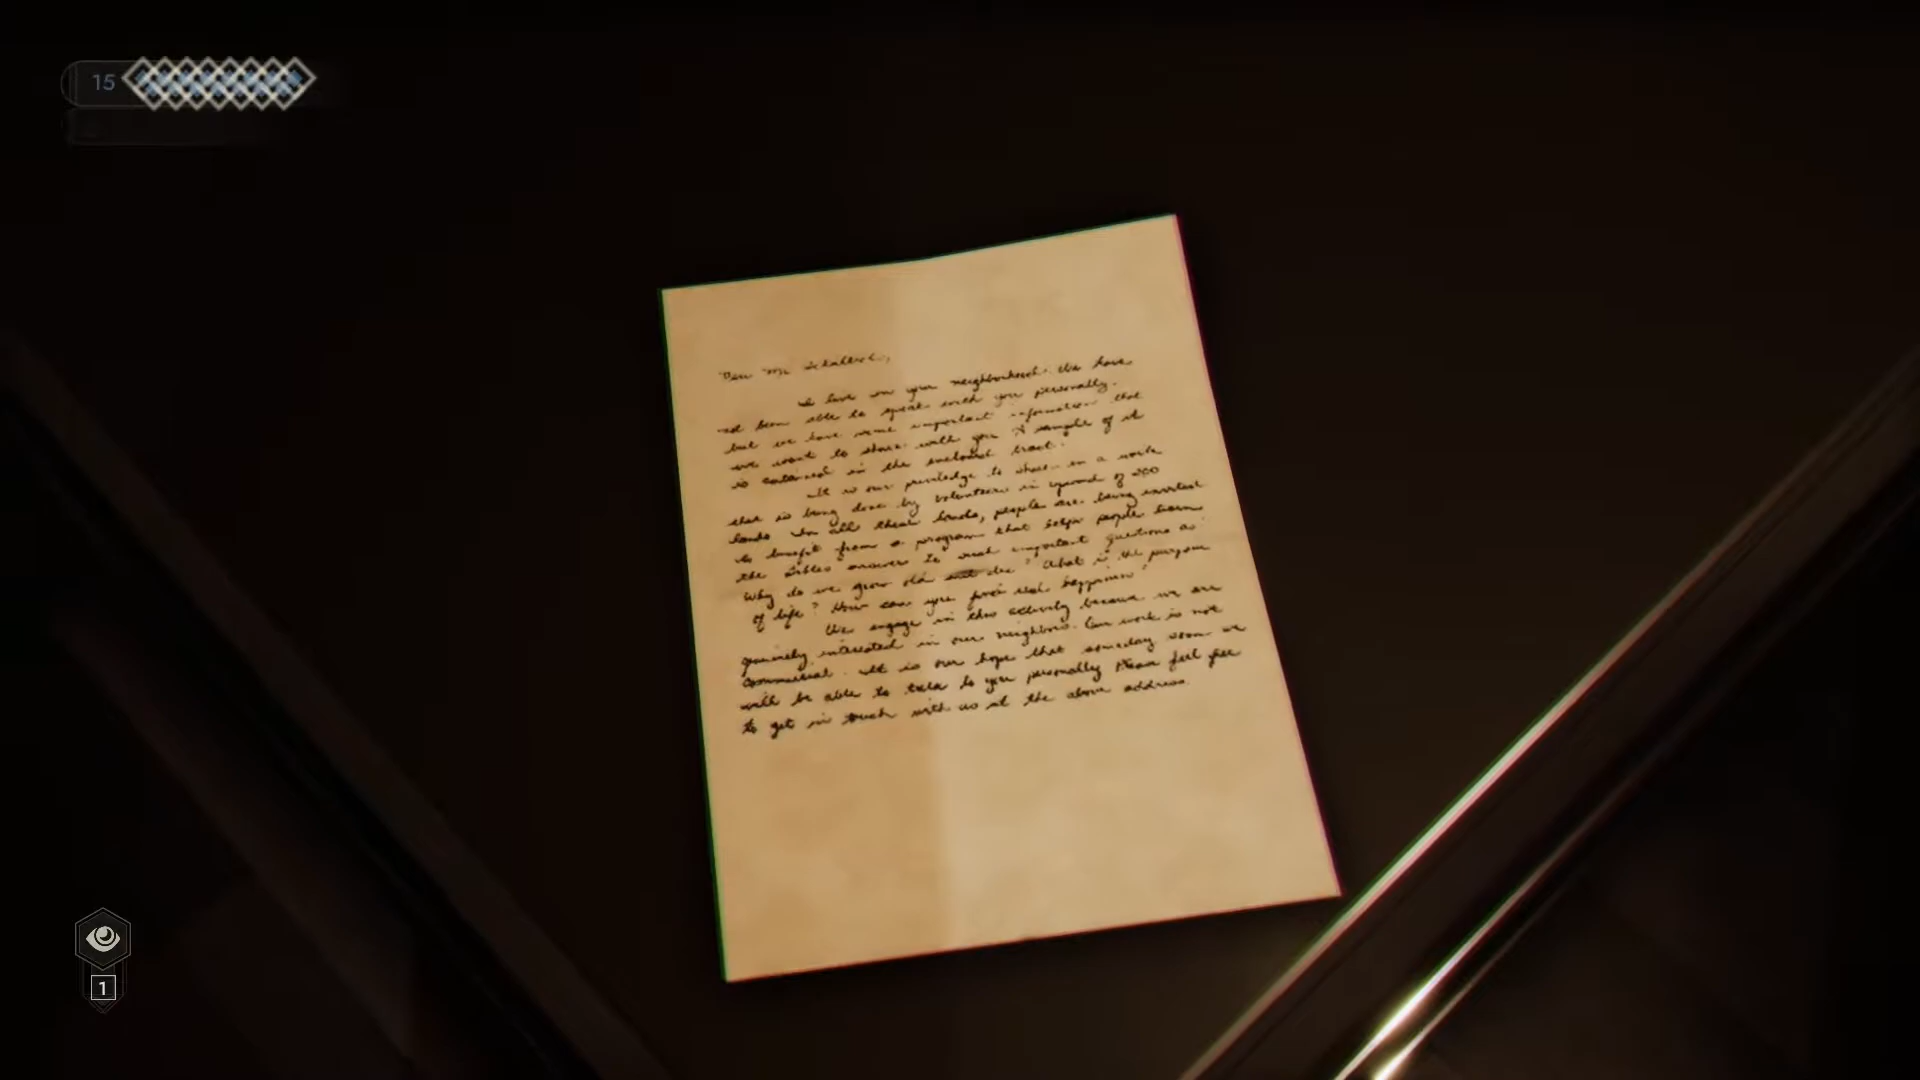 15
Dear Mr.
We live in your neighborhood. We have
not been able to speak with you personally.
but we have some important information that
we want to share with you. A sample of it
is contained in the enclosed tract.
It is our privilege to share in a work
that is being done by volunteers in upward of 200
lands. In all these lands, people are being invited
to benefit from a program that helps people learn
the Bibles answers to such important questions as:
Why do we grow old and die? What is the purpose
of life? How can you find real happiness?
We engage in this activity because we are
genuinely interested in our neighbors. Our work is not
commercial. It is our hope that someday soon we
will be able to talk to you personally. Please feel free
to get in touch with us at the above address.
1